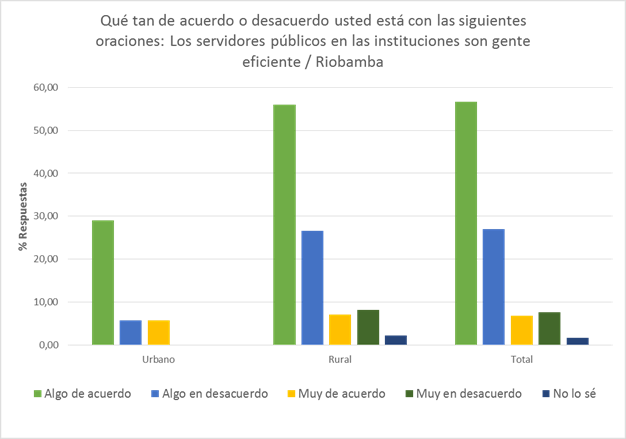 Qué tan de acuerdo o desacuerdo usted está con las siguientes
oraciones: Los servidores públicos en las instituciones son gente
eficiente / Riobamba
60,00
50,00
40,00
30,00
20,00
10,00
0,00
% Respuestas
Urbano Rural Total
Algo de acuerdo Algo en desacuerdo Muy de acuerdo Muy en desacuerdo No lo sé